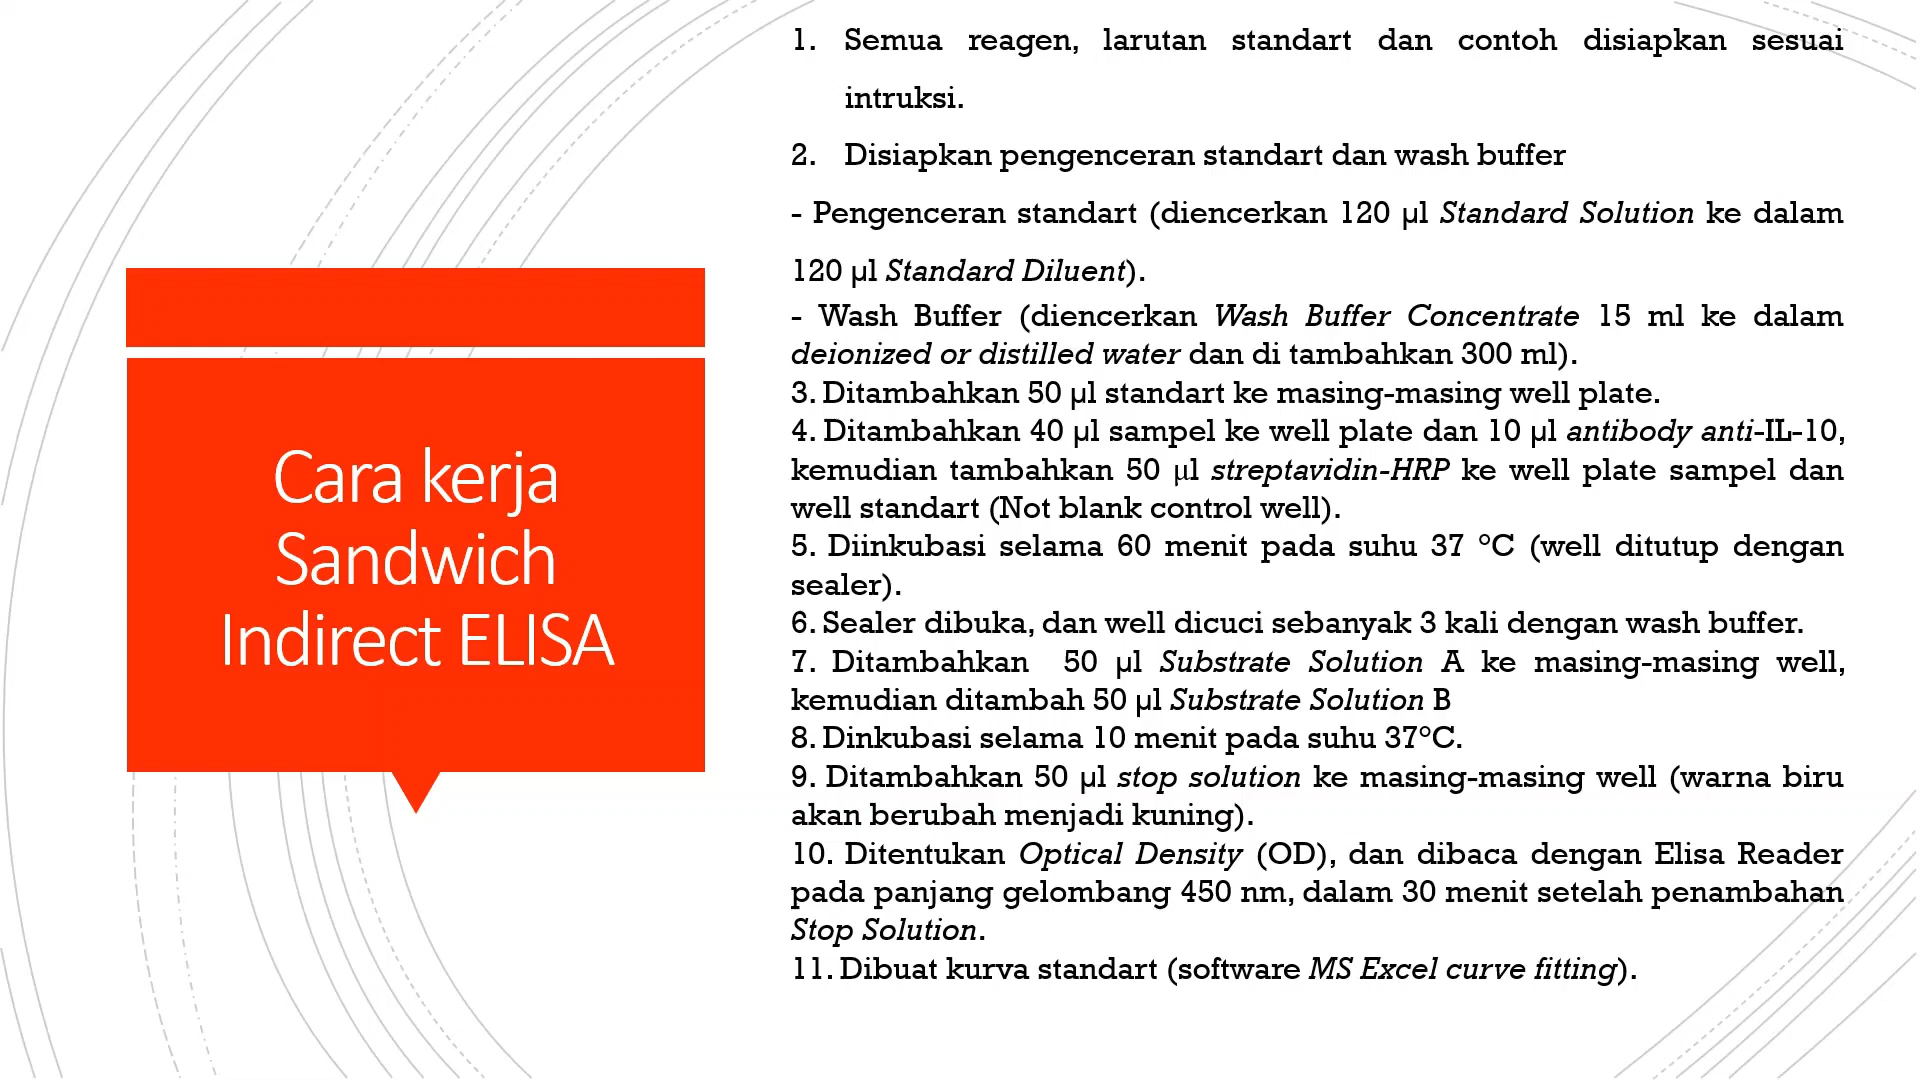 Cara kerja
Sandwich
Indirect ELISA
1. Semua reagen, larutan standart dan contoh disiapkan sesuai
intruksi.
2. Disiapkan pengenceran standart dan wash buffer
- Pengenceran standart (diencerkan 120 µl Standard Solution ke dalam
120 µl Standard Diluent).
- Wash Buffer (diencerkan Wash Buffer Concentrate 15 ml ke dalam
deionized or distilled water dan di tambahkan 300 ml).
3. Ditambahkan 50 µl standart ke masing-masing well plate.
4. Ditambahkan 40 µl sampel ke well plate dan 10 µl antibody anti-IL-10,
kemudian tambahkan 50 µl streptavidin-HRP ke well plate sampel dan
well standart (Not blank control well).
5. Diinkubasi selama 60 menit pada suhu 37 °C (well ditutup dengan
sealer).
6. Sealer dibuka, dan well dicuci sebanyak 3 kali dengan wash buffer.
7. Ditambahkan 50 µl Substrate Solution A ke masing-masing well,
kemudian ditambah 50 µl Substrate Solution B
8. Dinkubasi selama 10 menit pada suhu 37°C.
9. Ditambahkan 50 µl stop solution ke masing-masing well (warna biru
akan berubah menjadi kuning).
10. Ditentukan Optical Density (OD), dan dibaca dengan Elisa Reader
pada panjang gelombang 450 nm, dalam 30 menit setelah penambahan
Stop Solution.
11. Dibuat kurva standart (software MS Excel curve fitting).